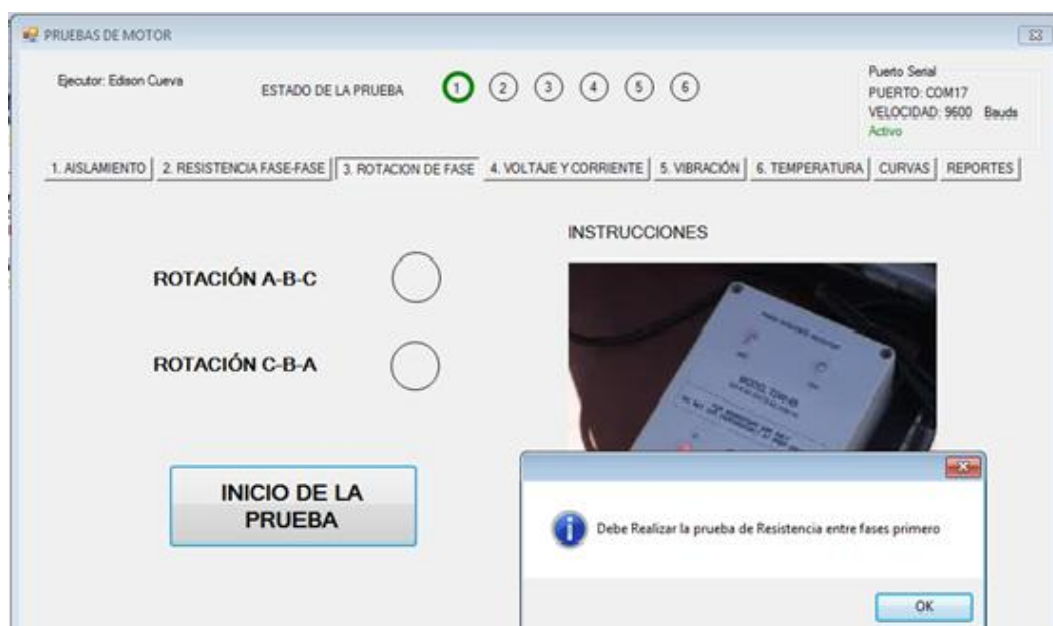 PRUEBAS DE MOTOR
Ejecutor: Edison Cueva
ESTADO DE LA PRUEBA
1 2 3 4 5 6
Puerto Serial
PUERTO: COM17
VELOCIDAD: 9600 Bauds
Activo
1. AISLAMIENTO
2. RESISTENCIA FASE-FASE
3. ROTACION DE FASE
4. VOLTAJE Y CORRIENTE
5. VIBRACIÓN
6. TEMPERATURA
CURVAS
REPORTES
INSTRUCCIONES
ROTACIÓN A-B-C
ROTACIÓN C-B-A
INICIO DE LA
PRUEBA
Debe Realizar la prueba de Resistencia entre fases primero
OK